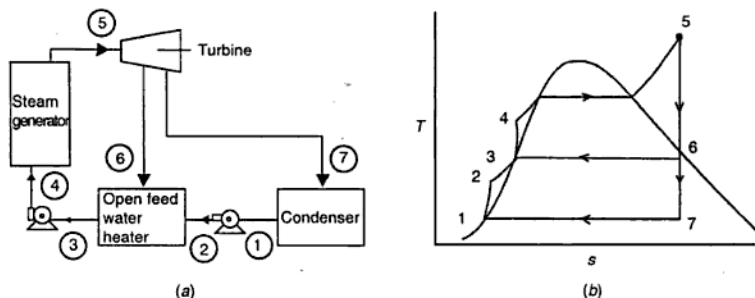 5
Turbine
Steam
generator
6
7
4
Open feed
water
heater
Condenser
3
2
1
(a)
T
5
4
3
6
2
1
7
s
(b)